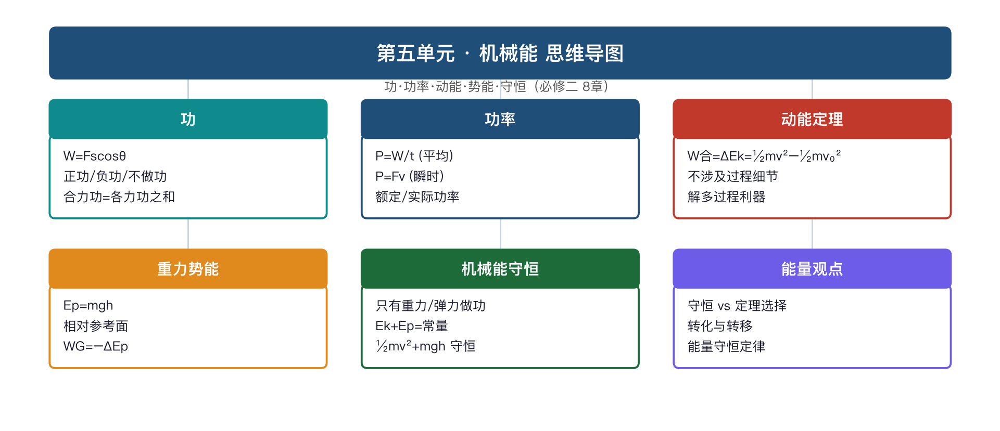 第五单元 · 机械能 思维导图
功·功率·动能·势能·守恒（必修二 8章）
功
W=Fscosθ
正功/负功/不做功
合力功=各力功之和
功率
P=W/t (平均)
P=Fv (瞬时)
额定/实际功率
动能定理
W合=ΔEk=½mv²−½mv₀²
不涉及过程细节
解多过程利器
重力势能
Ep=mgh
相对参考面
WG=−ΔEp
机械能守恒
只有重力/弹力做功
Ek+Ep=常量
½mv²+mgh 守恒
能量观点
守恒 vs 定理选择
转化与转移
能量守恒定律